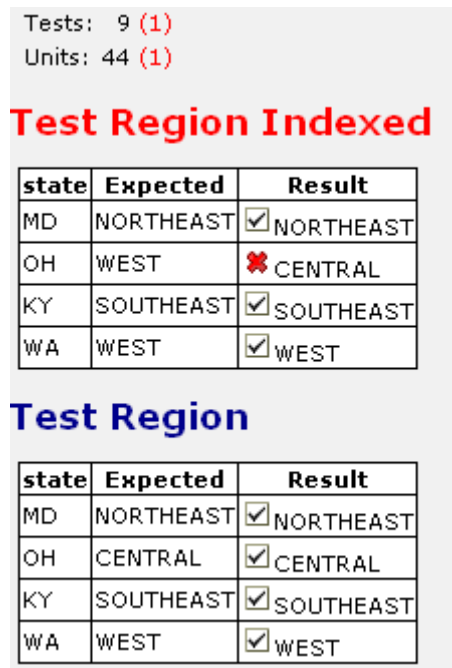 Tests: 9 (1)
Units: 44 (1)
Test Region Indexed
state Expected Result
MD NORTHEAST NORTHEAST
OH WEST CENTRAL
KY SOUTHEAST SOUTHEAST
WA WEST WEST
Test Region
state Expected Result
MD NORTHEAST NORTHEAST
OH CENTRAL CENTRAL
KY SOUTHEAST SOUTHEAST
WA WEST WEST